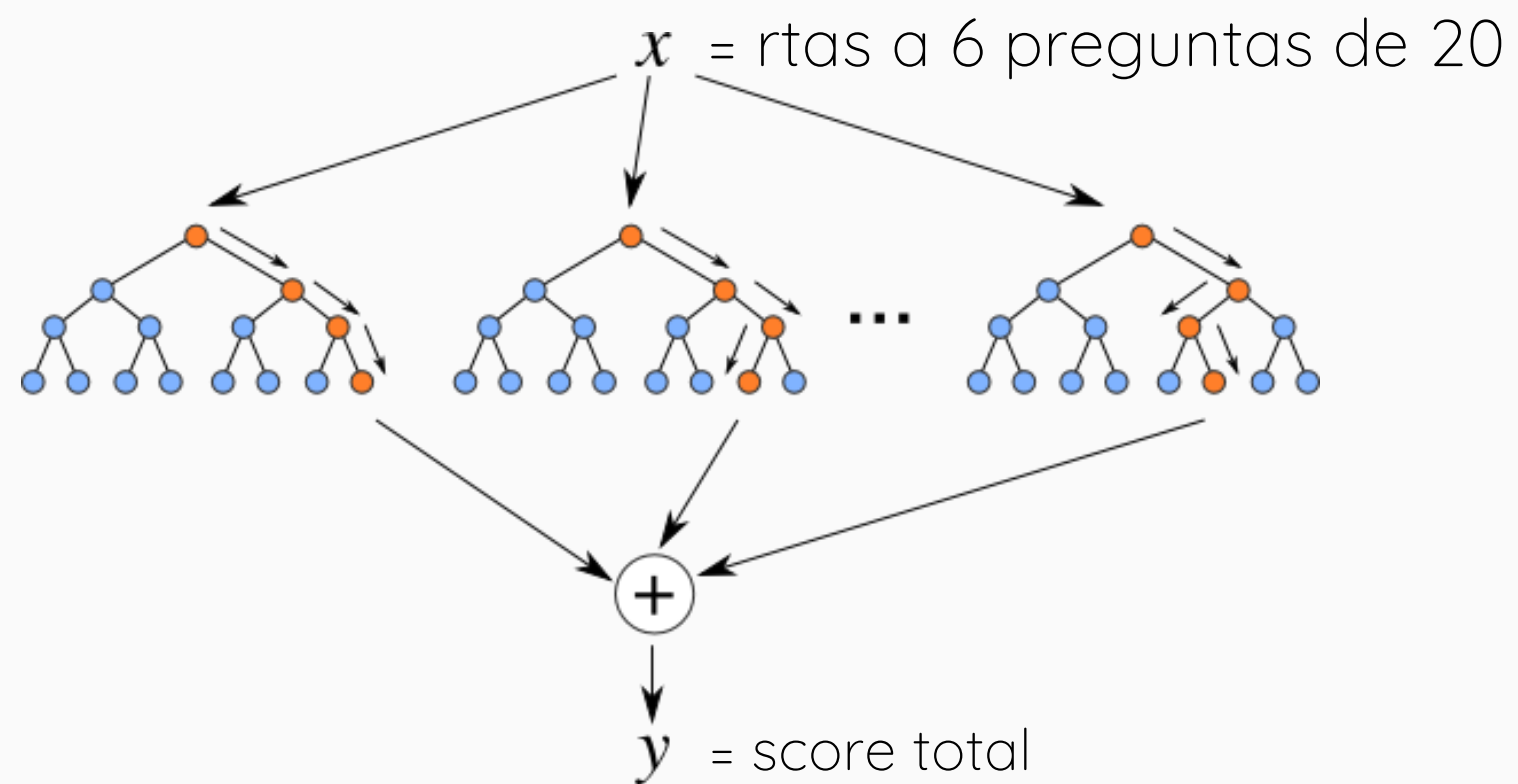 x = rtas a 6 preguntas de 20
...
+
y = score total